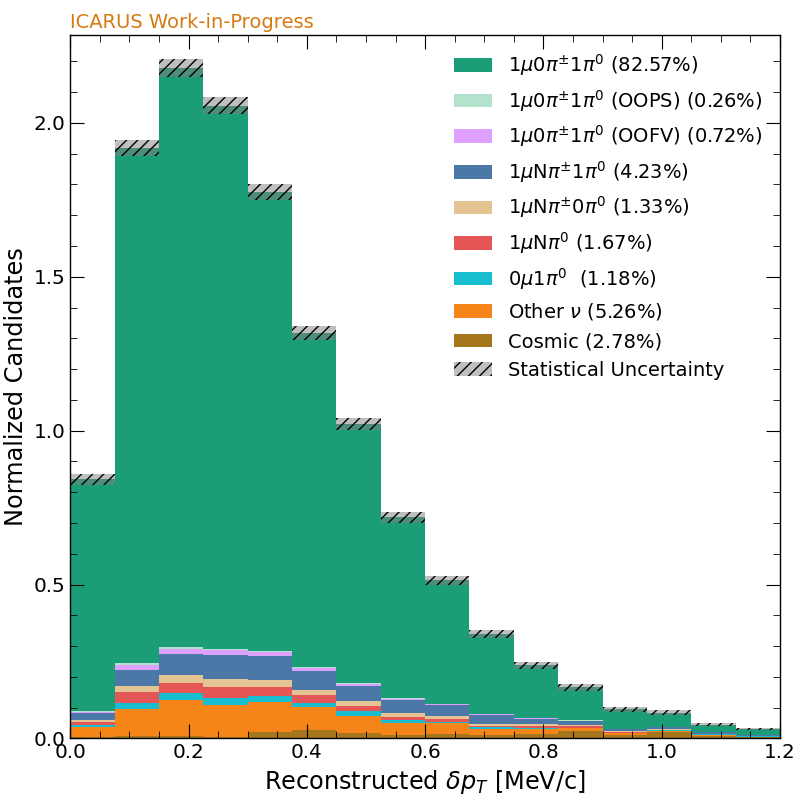 ICARUS Work-in-Progress
1μ0π±1π⁰ (82.57%)
1μ0π±1π⁰ (OOPS) (0.26%)
1μ0π±1π⁰ (OOFV) (0.72%)
1μNπ±1π⁰ (4.23%)
1μNπ±0π⁰ (1.33%)
1μNπ⁰ (1.67%)
0μ1π⁰ (1.18%)
Other ν (5.26%)
Cosmic (2.78%)
Statistical Uncertainty
Normalized Candidates
2.0
1.5
1.0
0.5
0.0
0.0 0.2 0.4 0.6 0.8 1.0 1.2
Reconstructed δp_T [MeV/c]